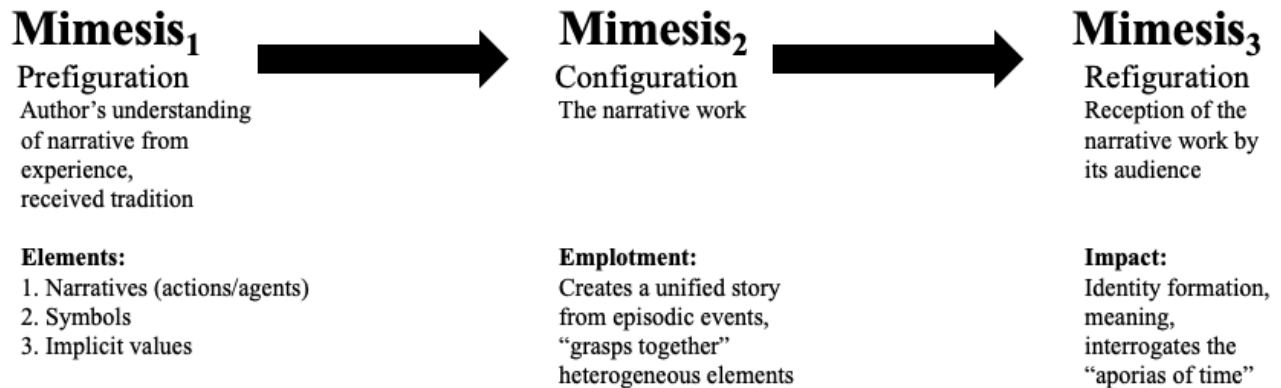 Mimesis₁
Prefiguration
Author’s understanding
of narrative from
experience,
received tradition
Elements:
1. Narratives (actions/agents)
2. Symbols
3. Implicit values
Mimesis₂
Configuration
The narrative work
Emplotment:
Creates a unified story
from episodic events,
“grasps together”
heterogeneous elements
Mimesis₃
Refiguration
Reception of the
narrative work by
its audience
Impact:
Identity formation,
meaning,
interrogates the
“aporias of time”